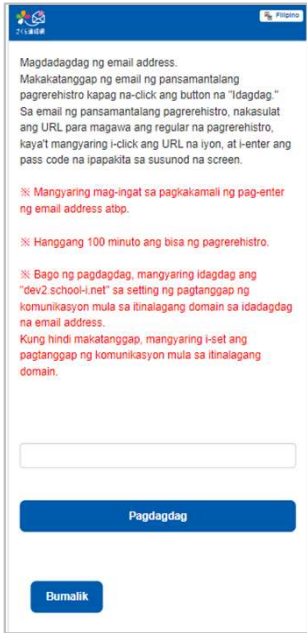 さくら連絡網
Filipino
Magdadagdag ng email address.
Makakatanggap ng email ng pansamantalang
pagrerehistro kapag na-click ang button na "Idagdag."
Sa email ng pansamantalang pagrerehistro, nakasulat
ang URL para magawa ang regular na pagrerehistro,
kaya't mangyaring i-click ang URL na iyon, at i-enter ang
pass code na ipapakita sa susunod na screen.
※ Mangyaring mag-ingat sa pagkakamali ng pag-enter
ng email address atbp.
※ Hanggang 100 minuto ang bisa ng pagrerehistro.
※ Bago ng pagdagdag, mangyaring idagdag ang
"dev2.school-i.net" sa setting ng pagtanggap ng
komunikasyon mula sa itinalagang domain sa idadagdag
na email address.
Kung hindi makatanggap, mangyaring i-set ang
pagtanggap ng komunikasyon mula sa itinalagang
domain.
Pagdagdag
Bumalik